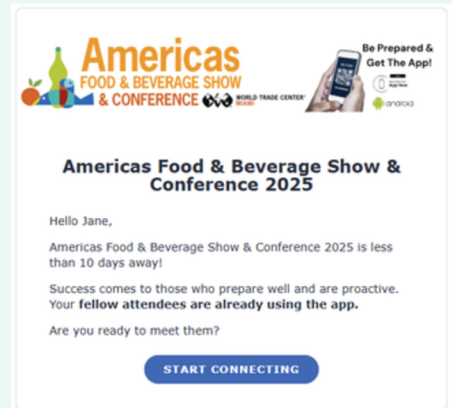 Americas
FOOD & BEVERAGE SHOW
& CONFERENCE
WORLD TRADE CENTER
MIAMI
Be Prepared &
Get The App!
App Store
android
Americas Food & Beverage Show &
Conference 2025
Hello Jane,
Americas Food & Beverage Show & Conference 2025 is less
than 10 days away!
Success comes to those who prepare well and are proactive.
Your fellow attendees are already using the app.
Are you ready to meet them?
START CONNECTING